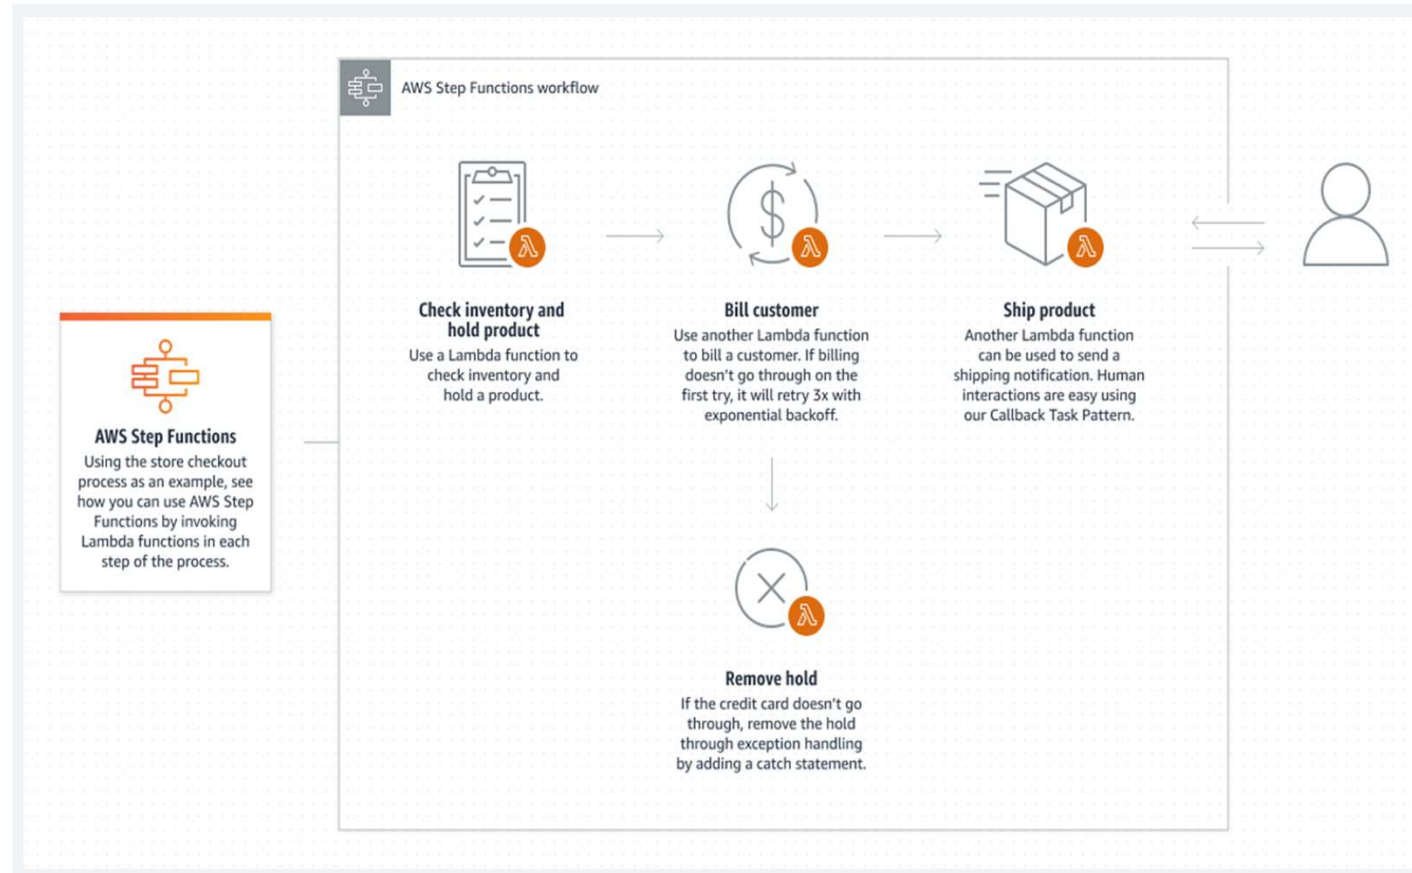 AWS Step Functions workflow
Check inventory and
hold product
Use a Lambda function to
check inventory and
hold a product.
Bill customer
Use another Lambda function
to bill a customer. If billing
doesn't go through on the
first try, it will retry 3x with
exponential backoff.
Ship product
Another Lambda function
can be used to send a
shipping notification. Human
interactions are easy using
our Callback Task Pattern.
AWS Step Functions
Using the store checkout
process as an example, see
how you can use AWS Step
Functions by invoking
Lambda functions in each
step of the process.
Remove hold
If the credit card doesn't go
through, remove the hold
through exception handling
by adding a catch statement.